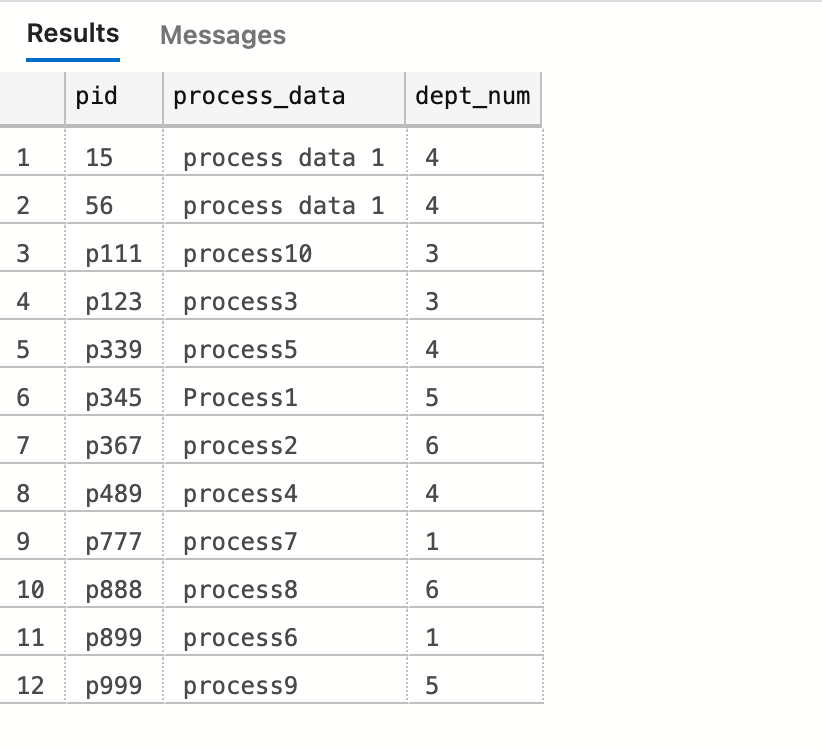 Results Messages
pid process_data dept_num
1 15 process data 1 4
2 56 process data 1 4
3 p111 process10 3
4 p123 process3 3
5 p339 process5 4
6 p345 Process1 5
7 p367 process2 6
8 p489 process4 4
9 p777 process7 1
10 p888 process8 6
11 p899 process6 1
12 p999 process9 5